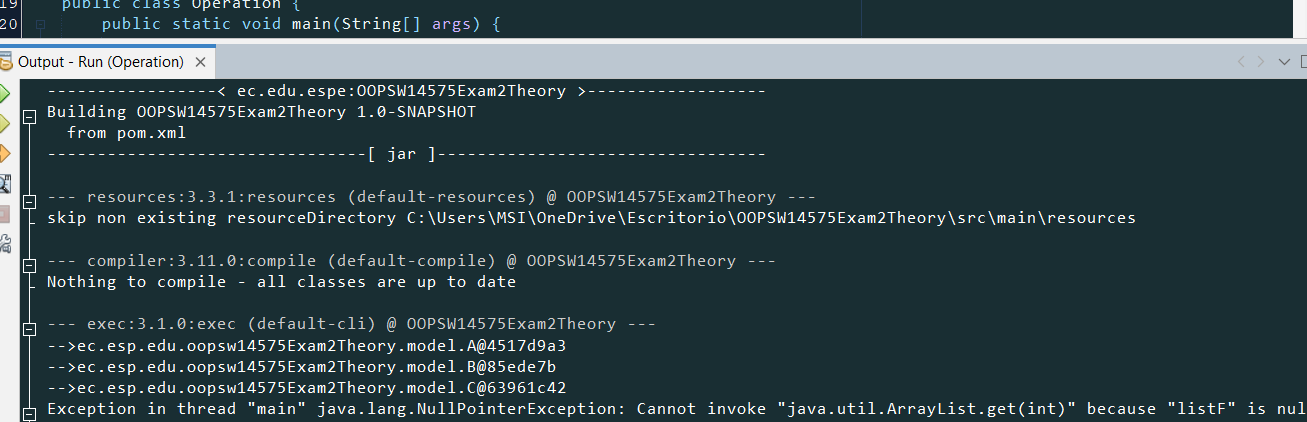 19 public class Operation {
20 public static void main(String[] args) {
Output - Run (Operation) ×
-----------------< ec.edu.espe:OOPSW14575Exam2Theory >------------------
Building OOPSW14575Exam2Theory 1.0-SNAPSHOT
from pom.xml
--------------------------------[ jar ]---------------------------------
--- resources:3.3.1:resources (default-resources) @ OOPSW14575Exam2Theory ---
skip non existing resourceDirectory C:\Users\MSI\OneDrive\Escritorio\OOPSW14575Exam2Theory\src\main\resources
--- compiler:3.11.0:compile (default-compile) @ OOPSW14575Exam2Theory ---
Nothing to compile - all classes are up to date
--- exec:3.1.0:exec (default-cli) @ OOPSW14575Exam2Theory ---
-->ec.esp.edu.oopsw14575Exam2Theory.model.A@4517d9a3
-->ec.esp.edu.oopsw14575Exam2Theory.model.B@85ede7b
-->ec.esp.edu.oopsw14575Exam2Theory.model.C@63961c42
Exception in thread "main" java.lang.NullPointerException: Cannot invoke "java.util.ArrayList.get(int)" because "listF" is nul